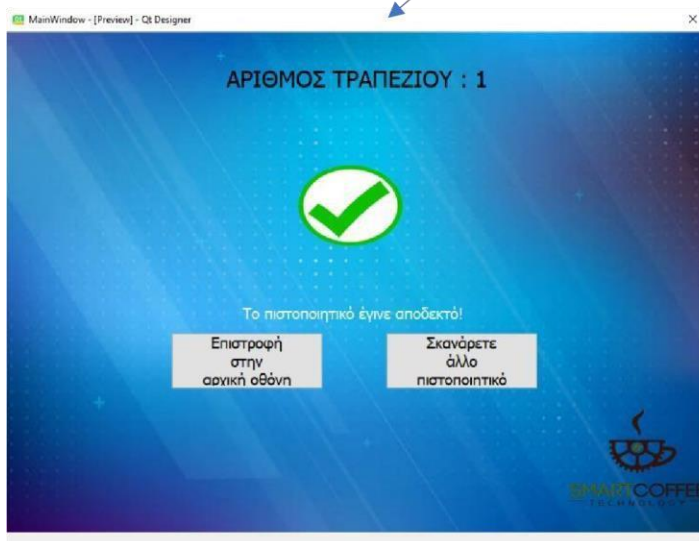 MainWindow - [Preview] - Qt Designer
ΑΡΙΘΜΟΣ ΤΡΑΠΕΖΙΟΥ : 1
Το πιστοποιητικό έγινε αποδεκτό!
Επιστροφή
στην
αρχική οθόνη
Σκανάρετε
άλλο
πιστοποιητικό
SMARTCOFFEE
TECHNOLOGY